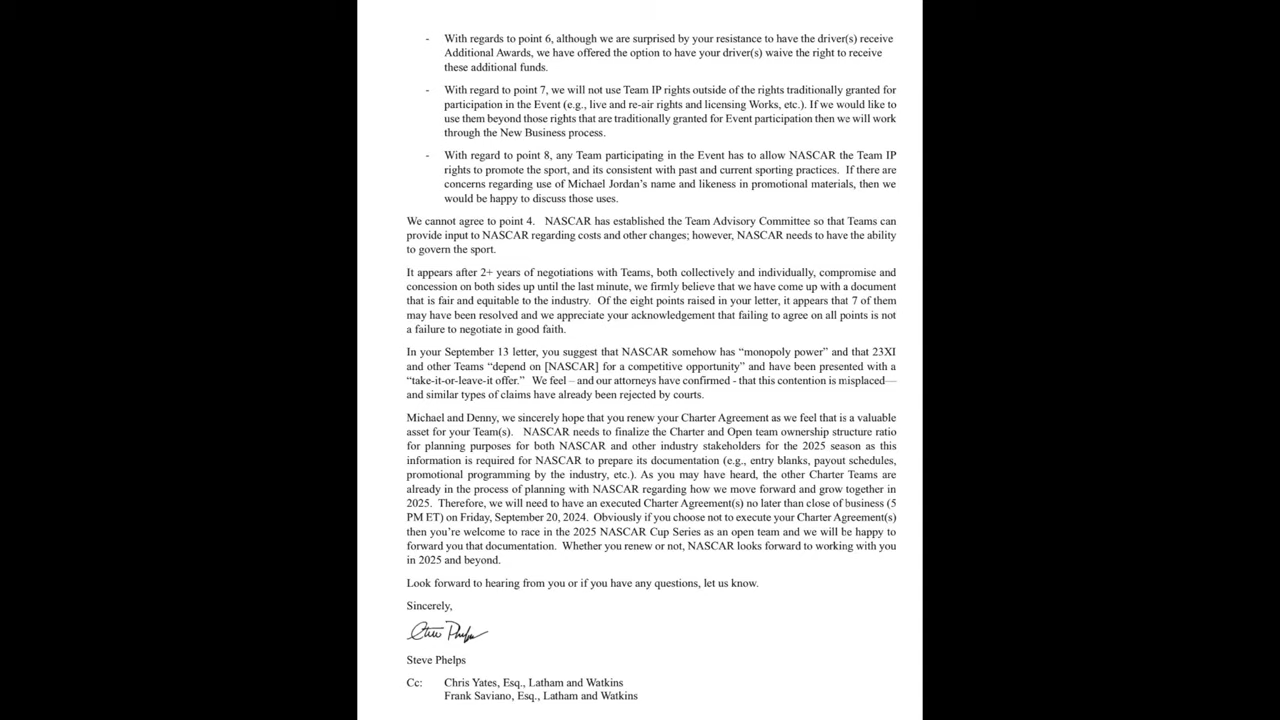 - With regards to point 6, although we are surprised by your resistance to have the driver(s) receive
Additional Awards, we have offered the option to have your driver(s) waive the right to receive
these additional funds.
- With regard to point 7, we will not use Team IP rights outside of the rights traditionally granted for
participation in the Event (e.g., live and re-air rights and licensing Works, etc.). If we would like to
use them beyond those rights that are traditionally granted for Event participation then we will work
through the New Business process.
- With regard to point 8, any Team participating in the Event has to allow NASCAR the Team IP
rights to promote the sport, and its consistent with past and current sporting practices. If there are
concerns regarding use of Michael Jordan's name and likeness in promotional materials, then we
would be happy to discuss those uses.
We cannot agree to point 4. NASCAR has established the Team Advisory Committee so that Teams can
provide input to NASCAR regarding costs and other changes; however, NASCAR needs to have the ability
to govern the sport.
It appears after 2+ years of negotiations with Teams, both collectively and individually, compromise and
concession on both sides up until the last minute, we firmly believe that we have come up with a document
that is fair and equitable to the industry. Of the eight points raised in your letter, it appears that 7 of them
may have been resolved and we appreciate your acknowledgement that failing to agree on all points is not
a failure to negotiate in good faith.
In your September 13 letter, you suggest that NASCAR somehow has “monopoly power” and that 23XI
and other Teams “depend on [NASCAR] for a competitive opportunity” and have been presented with a
“take-it-or-leave-it offer.” We feel – and our attorneys have confirmed - that this contention is misplaced—
and similar types of claims have already been rejected by courts.
Michael and Denny, we sincerely hope that you renew your Charter Agreement as we feel that is a valuable
asset for your Team(s). NASCAR needs to finalize the Charter and Open team ownership structure ratio
for planning purposes for both NASCAR and other industry stakeholders for the 2025 season as this
information is required for NASCAR to prepare its documentation (e.g., entry blanks, payout schedules,
promotional programming by the industry, etc.). As you may have heard, the other Charter Teams are
already in the process of planning with NASCAR regarding how we move forward and grow together in
2025. Therefore, we will need to have an executed Charter Agreement(s) no later than close of business (5
PM ET) on Friday, September 20, 2024. Obviously if you choose not to execute your Charter Agreement(s)
then you're welcome to race in the 2025 NASCAR Cup Series as an open team and we will be happy to
forward you that documentation. Whether you renew or not, NASCAR looks forward to working with you
in 2025 and beyond.
Look forward to hearing from you or if you have any questions, let us know.
Sincerely,
Steve Phelps
Steve Phelps
Cc: Chris Yates, Esq., Latham and Watkins
Frank Saviano, Esq., Latham and Watkins